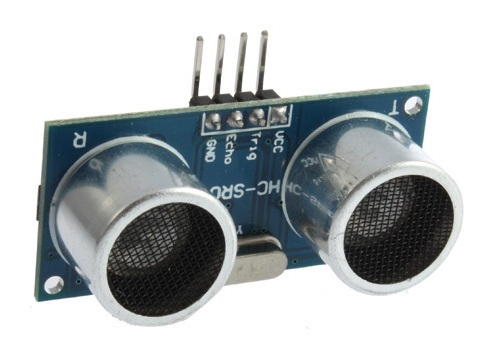 R
T
GND
Echo
Trig
VCC
HC-SR0